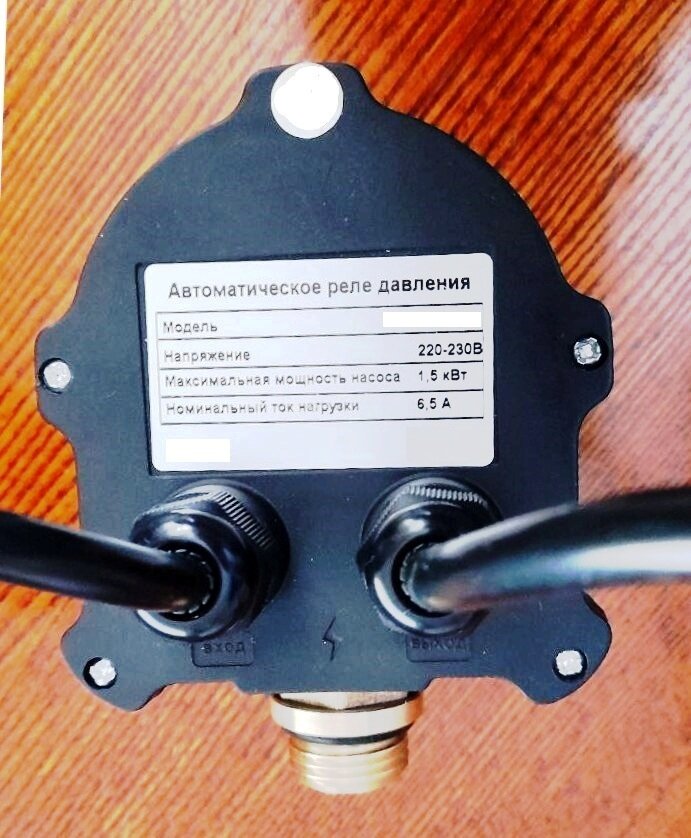 Автоматическое реле давления
Модель
Напряжение 220-230В
Максимальная мощность насоса 1,5 кВт
Номинальный ток нагрузки 6,5 А
ВХОД ВЫХОД